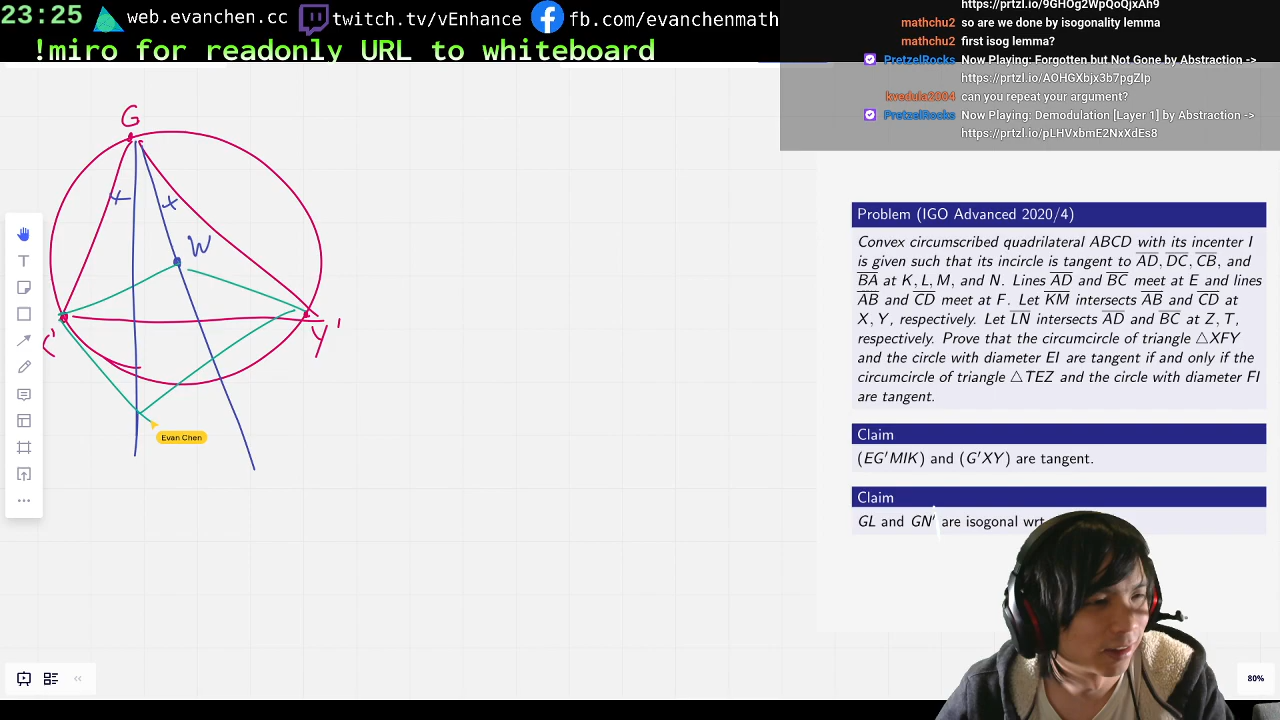 23:25
web.evanchen.cc
twitch.tv/vEnhance
fb.com/evanchenmath
!miro for readonly URL to whiteboard
https://prtzl.io/9GHOg2WpQoQjxAh9
mathchu2 so are we done by isogonality lemma
mathchu2 first isog lemma?
PretzelRocks Now Playing: Forgotten but Not Gone by Abstraction ->
https://prtzl.io/AOHGXbjx3b7pgZlp
kvedula2004 can you repeat your argument?
PretzelRocks Now Playing: Demodulation [Layer 1] by Abstraction ->
https://prtzl.io/pLHVxbmE2NxXdEs8
G
W
Y'
Evan Chen
Problem (IGO Advanced 2020/4)
Convex circumscribed quadrilateral ABCD with its incenter I
is given such that its incircle is tangent to AD, DC, CB, and
BA at K, L, M, and N. Lines AD and BC meet at E and lines
AB and CD meet at F. Let KM intersects AB and CD at
X, Y, respectively. Let LN intersects AD and BC at Z, T,
respectively. Prove that the circumcircle of triangle △XFY
and the circle with diameter EI are tangent if and only if the
circumcircle of triangle △TEZ and the circle with diameter FI
are tangent.
Claim
(EG'MIK) and (G'XY) are tangent.
Claim
GL and GN' are isogonal wrt
80%